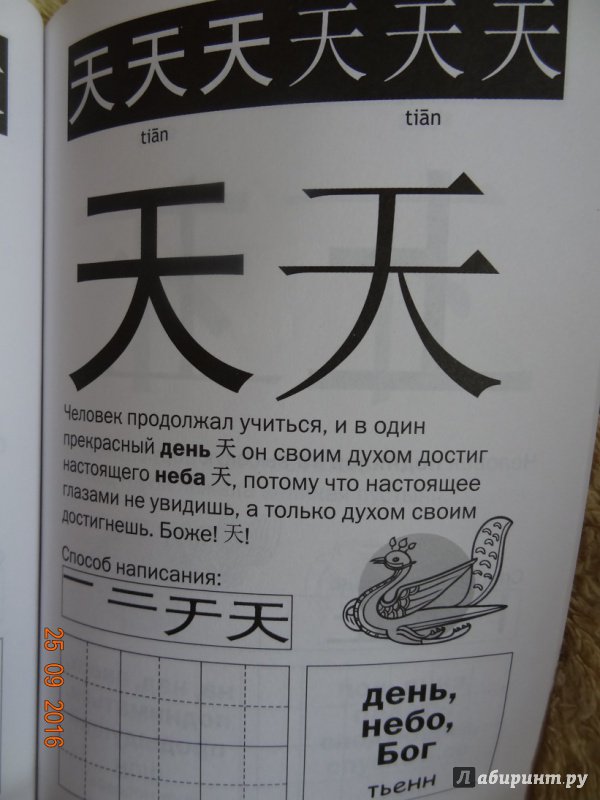 天天天天天天
tiān tiān
天天
Человек продолжал учиться, и в один
прекрасный день 天 он своим духом достиг
настоящего неба 天, потому что настоящее
глазами не увидишь, а только духом своим
достигнешь. Боже! 天!
Способ написания:
一 二 チ 天
день,
небо,
Бог
тьенн
25 09 2016
Лабиринт.ру